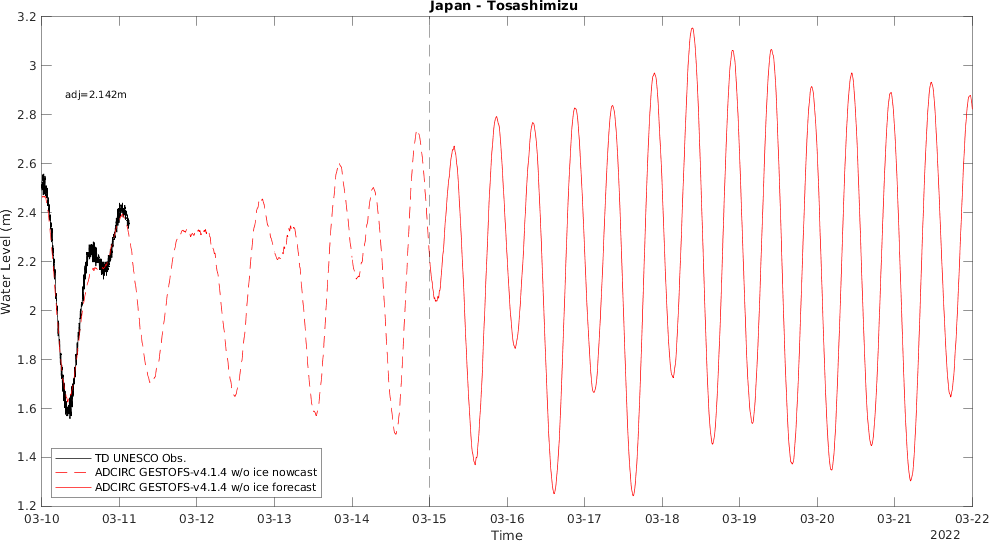 Japan - Tosashimizu
3.2
3
2.8
2.6
2.4
2.2
2
1.8
1.6
1.4
1.2
Water Level (m)
adj=2.142m
TD UNESCO Obs.
ADCIRC GESTOFS-v4.1.4 w/o ice nowcast
ADCIRC GESTOFS-v4.1.4 w/o ice forecast
03-10 03-11 03-12 03-13 03-14 03-15 03-16 03-17 03-18 03-19 03-20 03-21 03-22
Time
2022